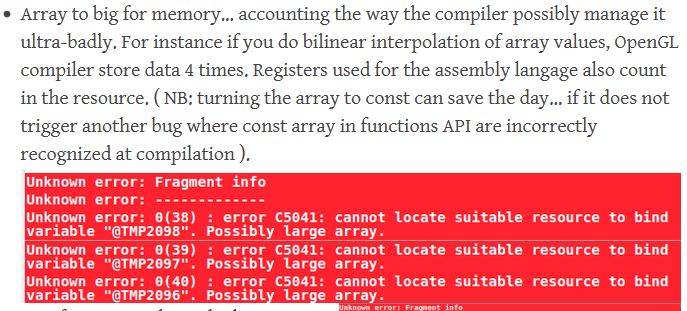 • Array to big for memory... accounting the way the compiler possibly manage it
ultra-badly. For instance if you do bilinear interpolation of array values, OpenGL
compiler store data 4 times. Registers used for the assembly langage also count
in the resource. ( NB: turning the array to const can save the day... if it does not
trigger another bug where const array in functions API are incorrectly
recognized at compilation ).
Unknown error: Fragment info
Unknown error: -------------
Unknown error: 0(38) : error C5041: cannot locate suitable resource to bind
variable "@TMP2098". Possibly large array.
Unknown error: 0(39) : error C5041: cannot locate suitable resource to bind
variable "@TMP2097". Possibly large array.
Unknown error: 0(40) : error C5041: cannot locate suitable resource to bind
variable "@TMP2096". Possibly large array.
Unknown error: Fragment info